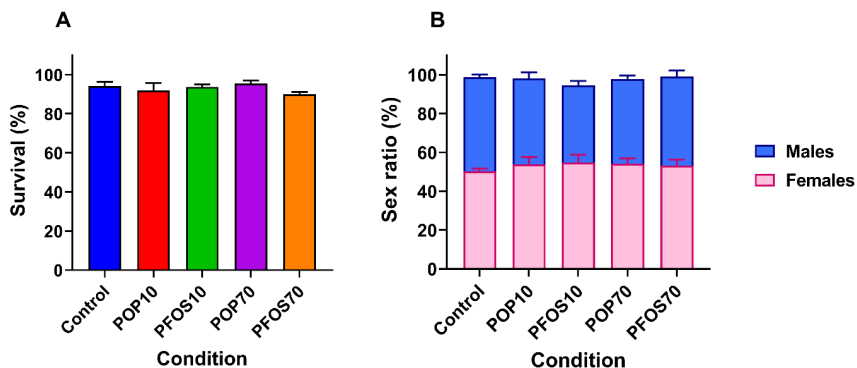 A
Survival (%)
100
80
60
40
20
0
Control
POP10
PFOS10
POP70
PFOS70
Condition
B
Sex ratio (%)
100
80
60
40
20
0
Control
POP10
PFOS10
POP70
PFOS70
Condition
Males
Females